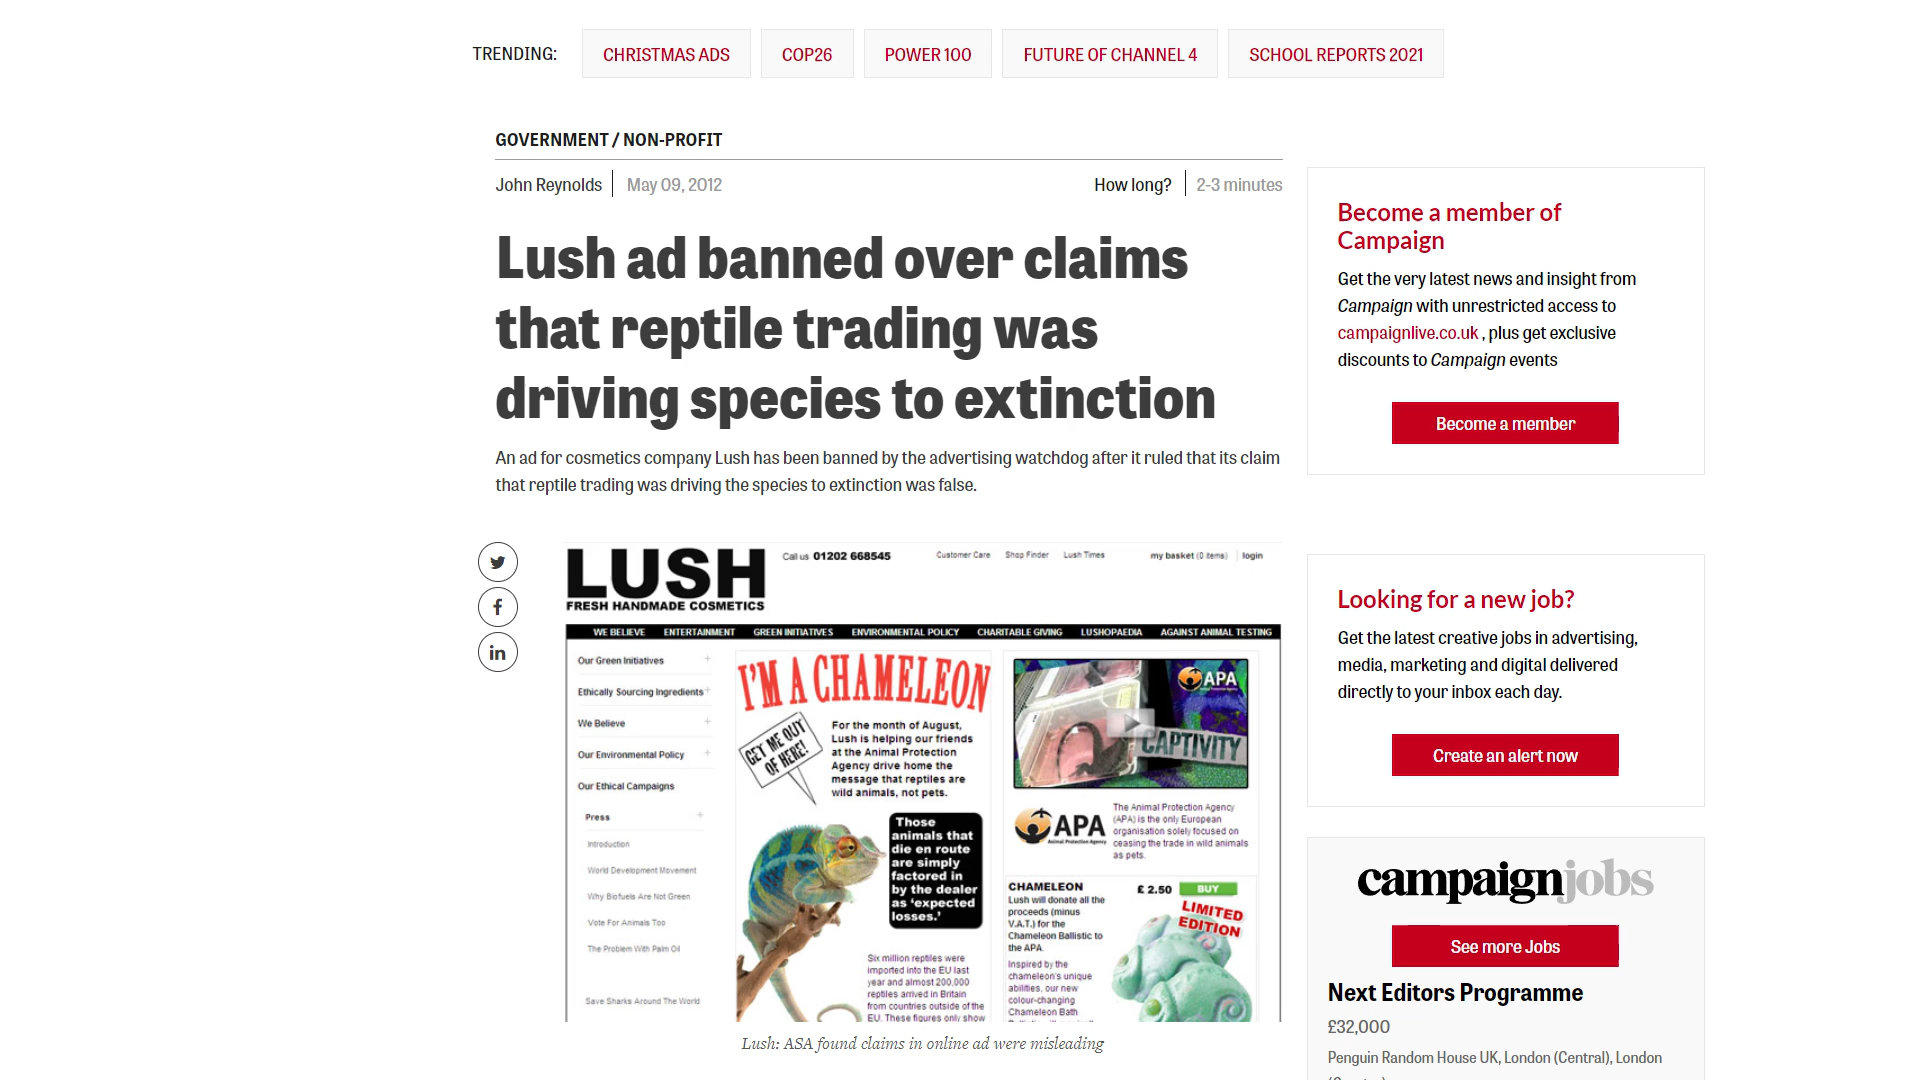 TRENDING:
CHRISTMAS ADS
COP26
POWER 100
FUTURE OF CHANNEL 4
SCHOOL REPORTS 2021
GOVERNMENT / NON-PROFIT
John Reynolds
May 09, 2012
How long?
2-3 minutes
Lush ad banned over claims
that reptile trading was
driving species to extinction
An ad for cosmetics company Lush has been banned by the advertising watchdog after it ruled that its claim
that reptile trading was driving the species to extinction was false.
LUSH
FRESH HANDMADE COSMETICS
Call us 01202 668545
Customer Care
Shop Finder
Lush Times
my basket (0 items)
login
WE BELIEVE
ENTERTAINMENT
GREEN INITIATIVES
ENVIRONMENTAL POLICY
CHARITABLE GIVING
LUSHOPAEDIA
AGAINST ANIMAL TESTING
Our Green Initiatives
Ethically Sourcing Ingredients
We Believe
Our Environmental Policy
Our Ethical Campaigns
Press
Introduction
World Development Movement
Why Biofuels Are Not Green
Vote For Animals Too
The Problem With Palm Oil
Save Sharks Around The World
I'M A CHAMELEON
GET ME OUT
OF HERE!
For the month of August,
Lush is helping our friends
at the Animal Protection
Agency drive home the
message that reptiles are
wild animals, not pets.
Those
animals that
die en route
are simply
factored in
by the dealer
as ‘expected
losses.’
Six million reptiles were
imported into the EU last
year and almost 200,000
reptiles arrived in Britain
from countries outside of the
EU. These figures only show
APA
CAPTIVITY
APA
Animal Protection Agency
The Animal Protection Agency
(APA) is the only European
organisation solely focused on
ceasing the trade in wild animals
as pets.
CHAMELEON
£ 2.50
BUY
Lush will donate all the
proceeds (minus
V.A.T.) for the
Chameleon Ballistic to
the APA.
LIMITED
EDITION
Inspired by the
chameleon's unique
abilities, our new
colour-changing
Chameleon Bath
Lush: ASA found claims in online ad were misleading
Become a member of
Campaign
Get the very latest news and insight from
Campaign with unrestricted access to
campaignlive.co.uk , plus get exclusive
discounts to Campaign events
Become a member
Looking for a new job?
Get the latest creative jobs in advertising,
media, marketing and digital delivered
directly to your inbox each day.
Create an alert now
campaignjobs
See more Jobs
Next Editors Programme
£32,000
Penguin Random House UK, London (Central), London